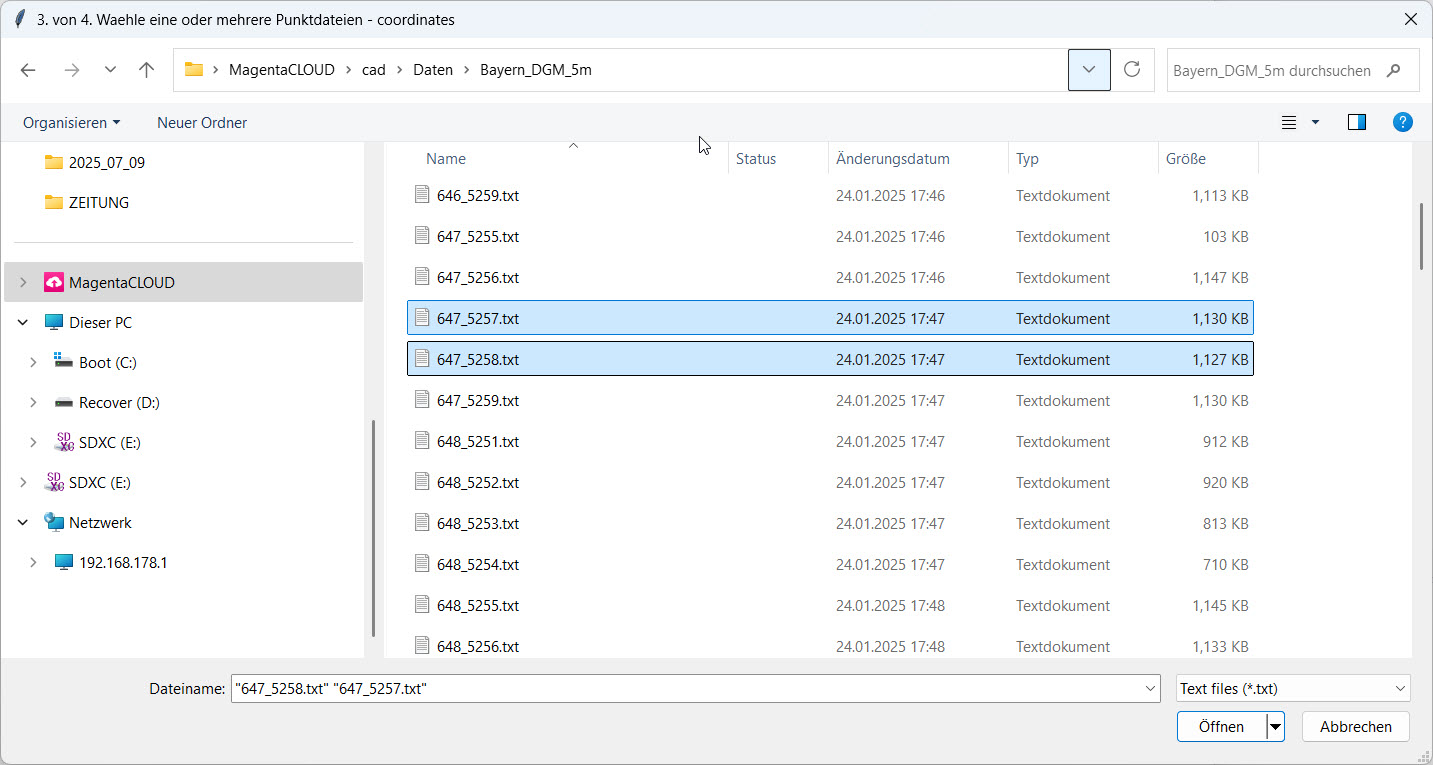 3. von 4. Waehle eine oder mehrere Punktdateien - coordinates
MagentaCLOUD > cad > Daten > Bayern_DGM_5m
Bayern_DGM_5m durchsuchen
Organisieren
Neuer Ordner
?
2025_07_09
ZEITUNG
MagentaCLOUD
Dieser PC
Boot (C:)
Recover (D:)
SD XC SDXC (E:)
SD XC SDXC (E:)
Netzwerk
192.168.178.1
Name Status Änderungsdatum Typ Größe
646_5259.txt 24.01.2025 17:46 Textdokument 1,113 KB
647_5255.txt 24.01.2025 17:46 Textdokument 103 KB
647_5256.txt 24.01.2025 17:46 Textdokument 1,147 KB
647_5257.txt 24.01.2025 17:47 Textdokument 1,130 KB
647_5258.txt 24.01.2025 17:47 Textdokument 1,127 KB
647_5259.txt 24.01.2025 17:47 Textdokument 1,130 KB
648_5251.txt 24.01.2025 17:47 Textdokument 912 KB
648_5252.txt 24.01.2025 17:47 Textdokument 920 KB
648_5253.txt 24.01.2025 17:47 Textdokument 813 KB
648_5254.txt 24.01.2025 17:47 Textdokument 710 KB
648_5255.txt 24.01.2025 17:48 Textdokument 1,145 KB
648_5256.txt 24.01.2025 17:48 Textdokument 1,133 KB
Dateiname: "647_5258.txt" "647_5257.txt"
Text files (*.txt)
Öffnen
Abbrechen